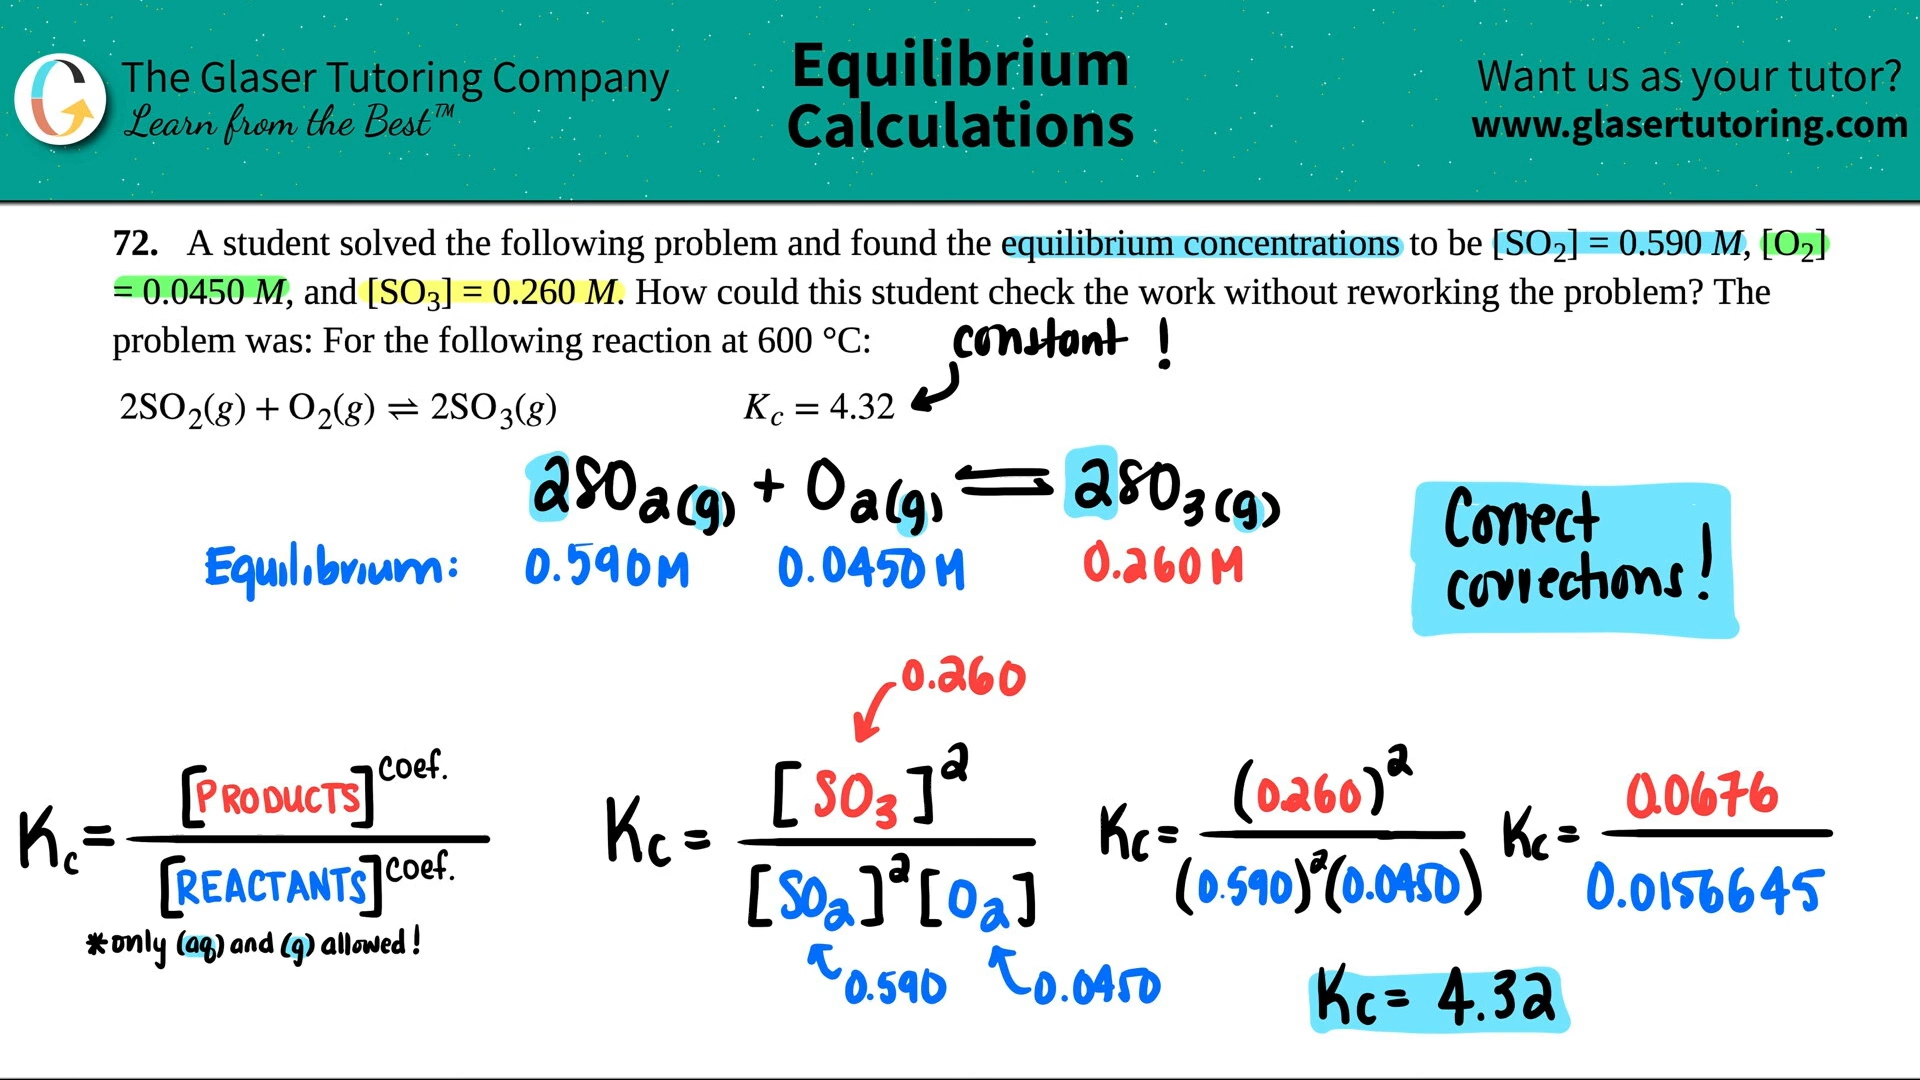 The Glaser Tutoring Company
Learn from the Best™
Equilibrium
Calculations
Want us as your tutor?
www.glasertutoring.com
72. A student solved the following problem and found the equilibrium concentrations to be [SO₂] = 0.590 M, [O₂]
= 0.0450 M, and [SO₃] = 0.260 M. How could this student check the work without reworking the problem? The
problem was: For the following reaction at 600 °C:
constant !
2SO₂(g) + O₂(g) ⇌ 2SO₃(g) K_c = 4.32
2SO₂(g) + O₂(g) ⇌ 2SO₃(g)
Equilibrium: 0.590M 0.0450M 0.260M
Correct
corrections!
0.260
Kc = [PRODUCTS]^coef. / [REACTANTS]^coef.
*only (aq) and (g) allowed!
Kc = [SO₃]² / [SO₂]²[O₂]
0.590 0.0450
Kc = (0.260)² / (0.590)²(0.0450)
Kc = 0.0676 / 0.0156645
Kc = 4.32